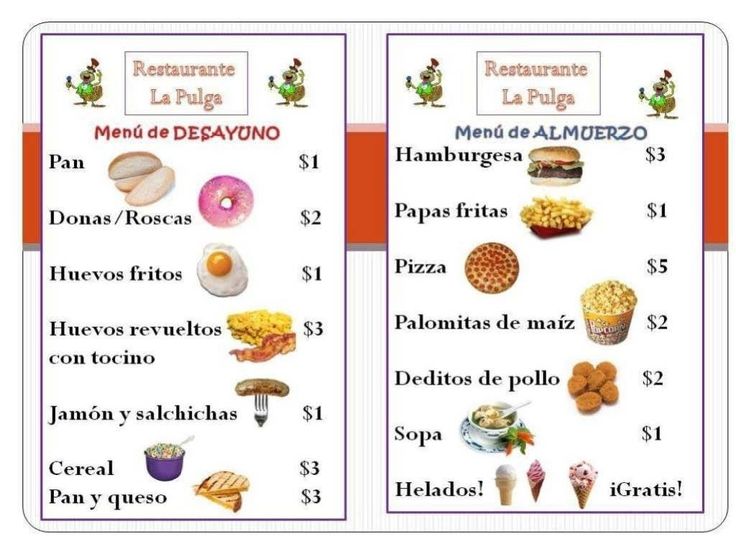 Restaurante
La Pulga
Menú de DESAYUNO
Pan $1
Donas/Roscas $2
Huevos fritos $1
Huevos revueltos $3
con tocino
Jamón y salchichas $1
Cereal $3
Pan y queso $3
Restaurante
La Pulga
Menú de ALMUERZO
Hamburgesa $3
Papas fritas $1
Pizza $5
Palomitas de maíz $2
POPCORN
Deditos de pollo $2
Sopa $1
Helados! ¡Gratis!